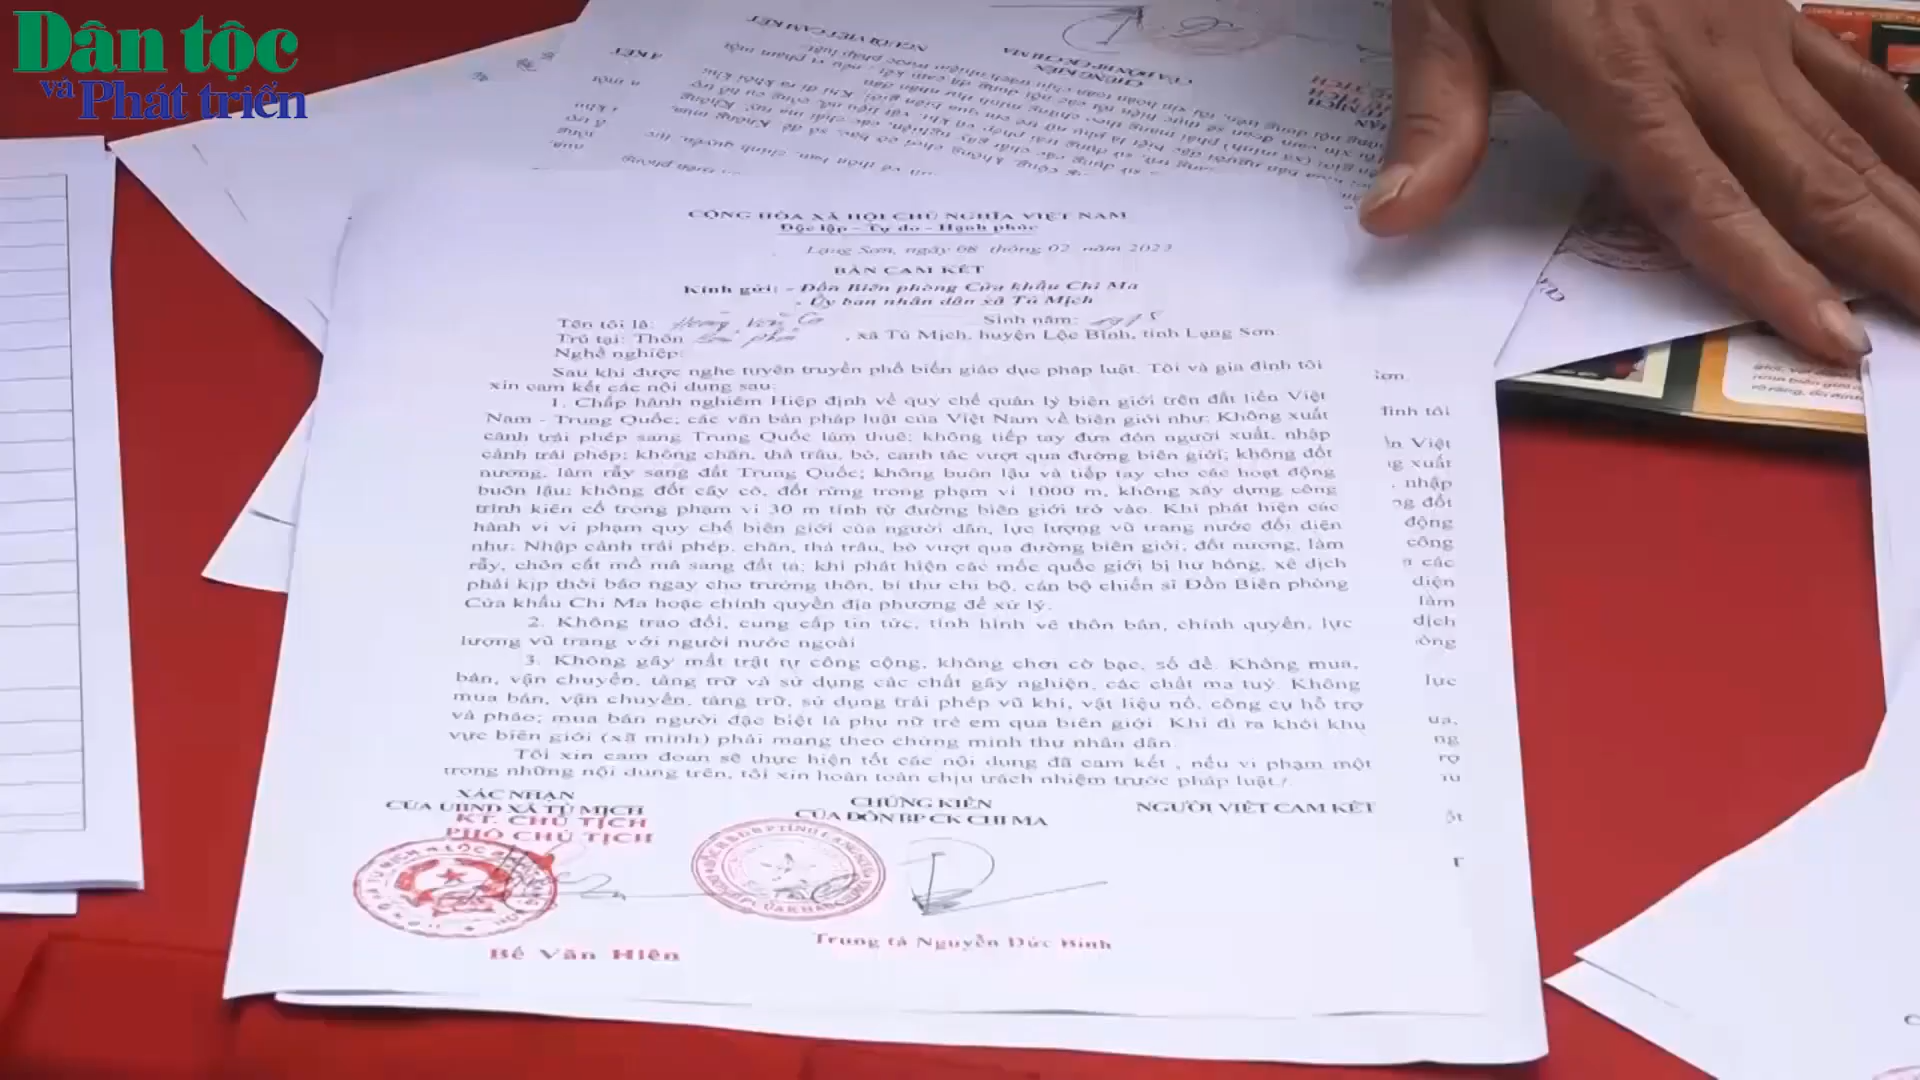 Dân tộc
và Phát triển
CỘNG HÒA XÃ HỘI CHỦ NGHĨA VIỆT NAM
Độc lập - Tự do - Hạnh phúc
Lạng Sơn, ngày 08 tháng 02 năm 2023
BẢN CAM KẾT
Kính gửi: - Đồn Biên phòng Cửa khẩu Chi Ma
- Ủy ban nhân dân xã Tú Mịch
Tên tôi là: Hoàng Văn Sinh năm:
Trú tại: Thôn , xã Tú Mịch, huyện Lộc Bình, tỉnh Lạng Sơn
Nghề nghiệp:
Sau khi được nghe tuyên truyền phổ biến giáo dục pháp luật. Tôi và gia đình tôi
xin cam kết các nội dung sau:
1. Chấp hành nghiêm Hiệp định về quy chế quản lý biên giới trên đất liền Việt
Nam - Trung Quốc; các văn bản pháp luật của Việt Nam về biên giới như: Không xuất
cảnh trái phép sang Trung Quốc làm thuê; không tiếp tay đưa đón người xuất, nhập
cảnh trái phép; không chăn, thả trâu, bò, canh tác vượt qua đường biên giới; không đốt
nương, làm rẫy sang đất Trung Quốc; không buôn lậu và tiếp tay cho các hoạt động
buôn lậu; không đốt cây cỏ, đốt rừng trong phạm vi 1000 m, không xây dựng công
trình kiên cố trong phạm vi 30 m tính từ đường biên giới trở vào. Khi phát hiện các
hành vi vi phạm quy chế biên giới của người dân, lực lượng vũ trang nước đối diện
như: Nhập cảnh trái phép, chăn, thả trâu, bò vượt qua đường biên giới, đốt nương, làm
rẫy, chôn cất mồ mả sang đất ta; khi phát hiện các mốc quốc giới bị hư hỏng, xê dịch
phải kịp thời báo ngay cho trưởng thôn, bí thư chi bộ, cán bộ chiến sĩ Đồn Biên phòng
Cửa khẩu Chi Ma hoặc chính quyền địa phương để xử lý.
2. Không trao đổi, cung cấp tin tức, tình hình về thôn bản, chính quyền, lực
lượng vũ trang với người nước ngoài
3. Không gây mất trật tự công cộng, không chơi cờ bạc, số đề. Không mua,
bán, vận chuyển, tàng trữ và sử dụng các chất gây nghiện, các chất ma tuý. Không
mua bán, vận chuyển, tàng trữ, sử dụng trái phép vũ khí, vật liệu nổ, công cụ hỗ trợ
và pháo; mua bán người đặc biệt là phụ nữ trẻ em qua biên giới. Khi đi ra khỏi khu
vực biên giới (xã mình) phải mang theo chứng minh thư nhân dân.
Tôi xin cam đoan sẽ thực hiện tốt các nội dung đã cam kết , nếu vi phạm một
trong những nội dung trên, tôi xin hoàn toàn chịu trách nhiệm trước pháp luật./.
XÁC NHẬN CHỨNG KIẾN NGƯỜI VIẾT CAM KẾT
CỦA UBND XÃ TÚ MỊCH CỦA ĐỒN BP CK CHI MA
KT. CHỦ TỊCH
PHÓ CHỦ TỊCH
Bế Văn Hiên Trung tá Nguyễn Đức Bình